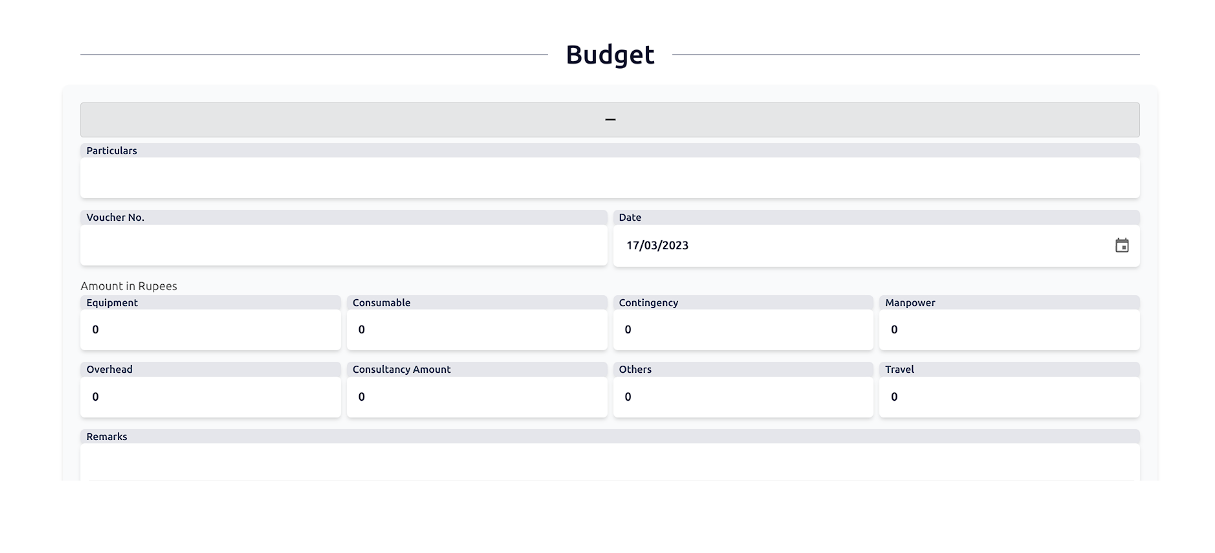 Budget
–
Particulars
Voucher No. Date
17/03/2023
Amount in Rupees
Equipment Consumable Contingency Manpower
0 0 0 0
Overhead Consultancy Amount Others Travel
0 0 0 0
Remarks